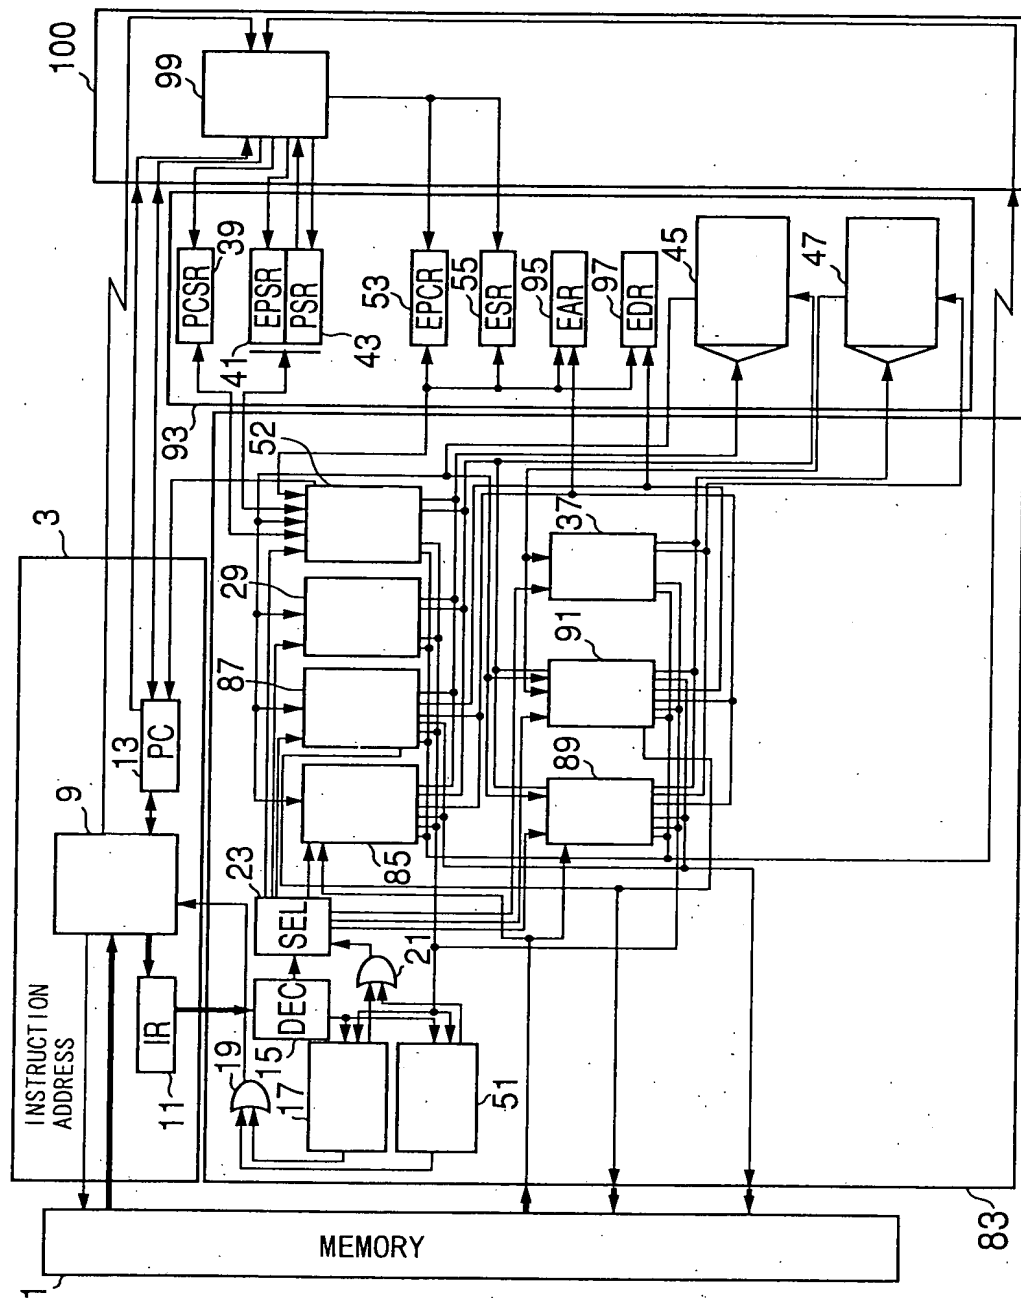 100
99
PCSR
39
EPSR
PSR
41
43
EPCR
53
ESR
55
EAR
95
EDR
97
45
47
93
52
3
29
37
87
91
13
PC
9
85
89
23
SEL
21
DEC
15
19
17
51
IR
11
INSTRUCTION
ADDRESS
MEMORY
83
1